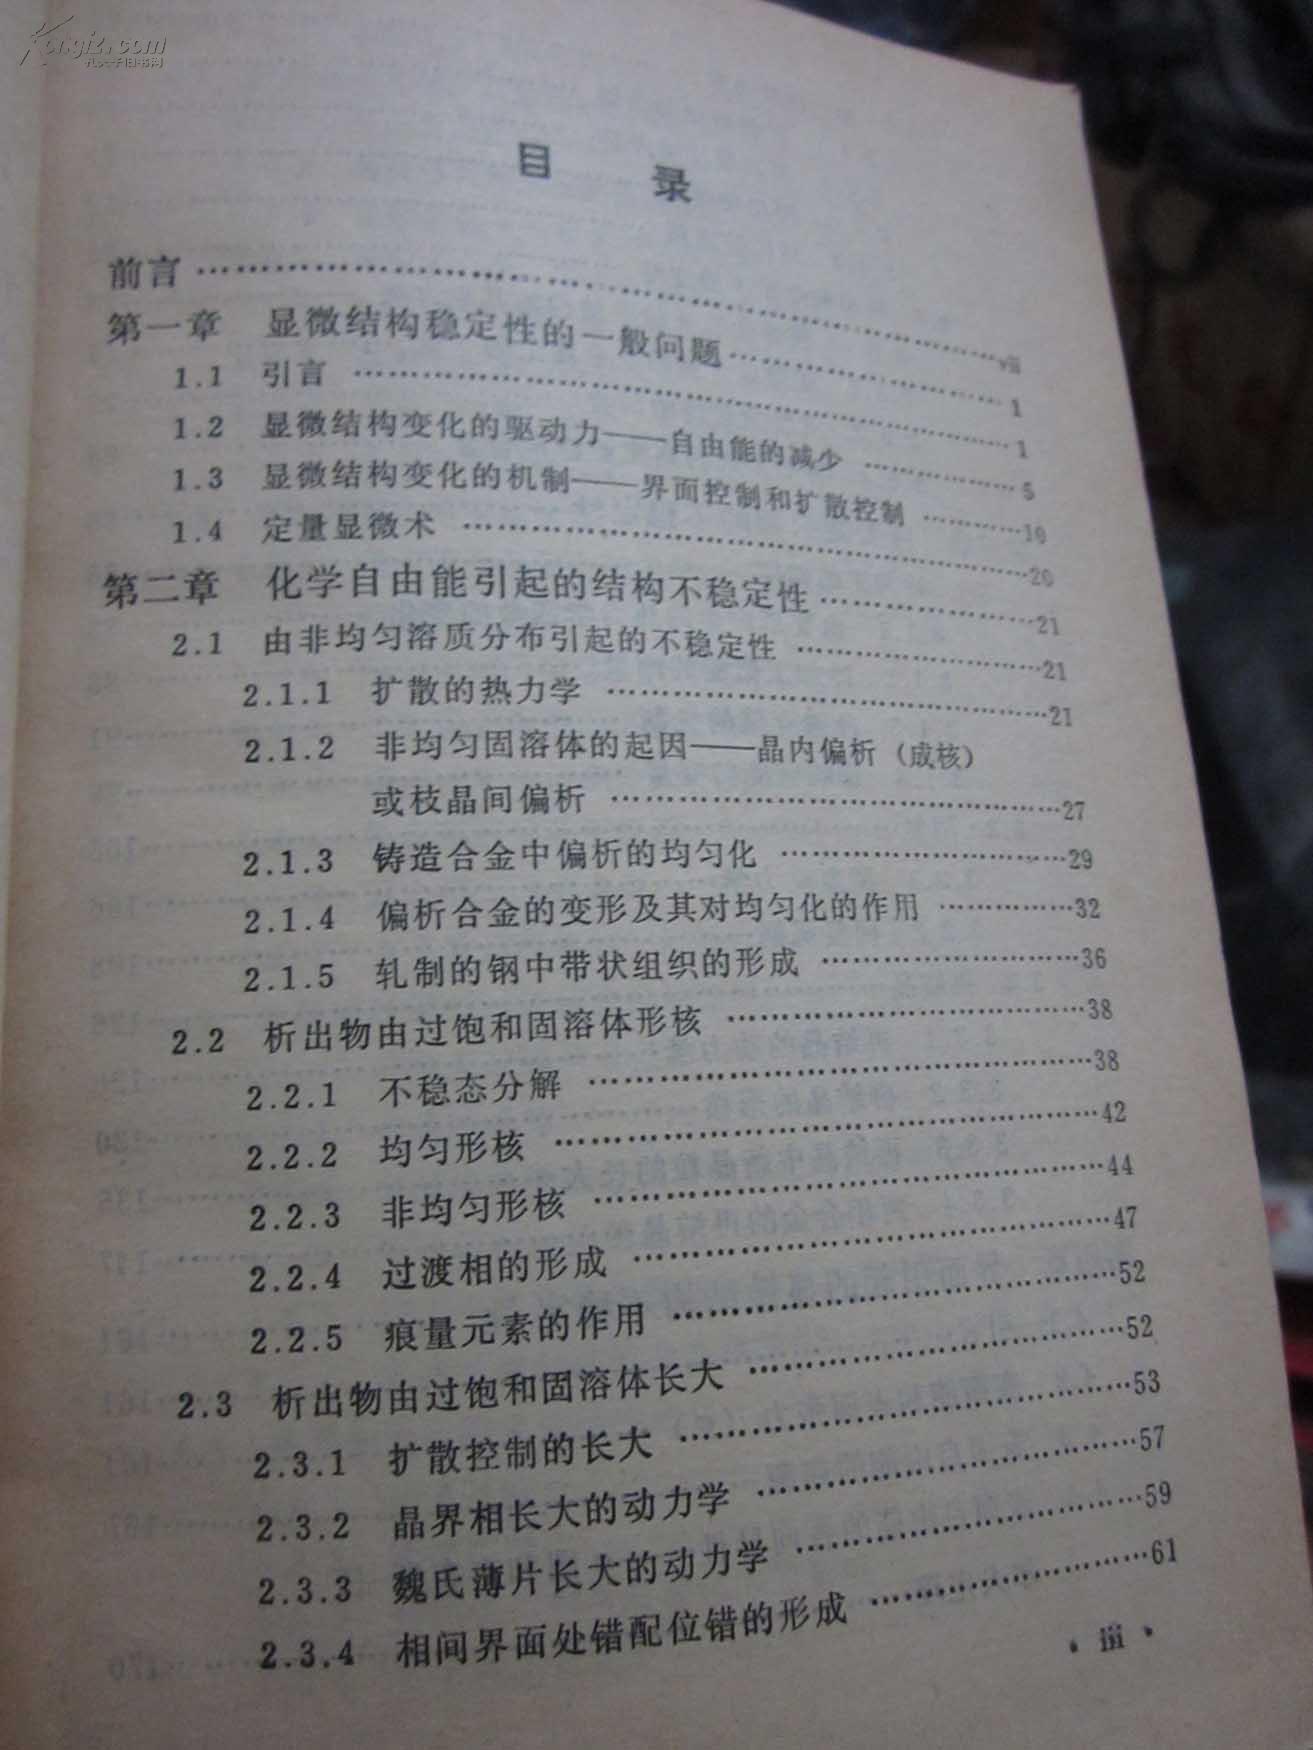 Kongfz.com
孔夫子旧书网
目 录
前言 …… vii
第一章 显微结构稳定性的一般问题 …… 1
1.1 引言 …… 1
1.2 显微结构变化的驱动力——自由能的减少 …… 5
1.3 显微结构变化的机制——界面控制和扩散控制 …… 19
1.4 定量显微术 …… 20
第二章 化学自由能引起的结构不稳定性 …… 21
2.1 由非均匀溶质分布引起的不稳定性 …… 21
2.1.1 扩散的热力学 …… 21
2.1.2 非均匀固溶体的起因——晶内偏析(成核)
或枝晶间偏析 …… 27
2.1.3 铸造合金中偏析的均匀化 …… 29
2.1.4 偏析合金的变形及其对均匀化的作用 …… 32
2.1.5 轧制的钢中带状组织的形成 …… 36
2.2 析出物由过饱和固溶体形核 …… 38
2.2.1 不稳态分解 …… 38
2.2.2 均匀形核 …… 42
2.2.3 非均匀形核 …… 44
2.2.4 过渡相的形成 …… 47
2.2.5 痕量元素的作用 …… 52
2.3 析出物由过饱和固溶体长大 …… 52
2.3.1 扩散控制的长大 …… 53
2.3.2 晶界相长大的动力学 …… 57
2.3.3 魏氏薄片长大的动力学 …… 59
2.3.4 相间界面处错配位错的形成 …… 61
· iii ·